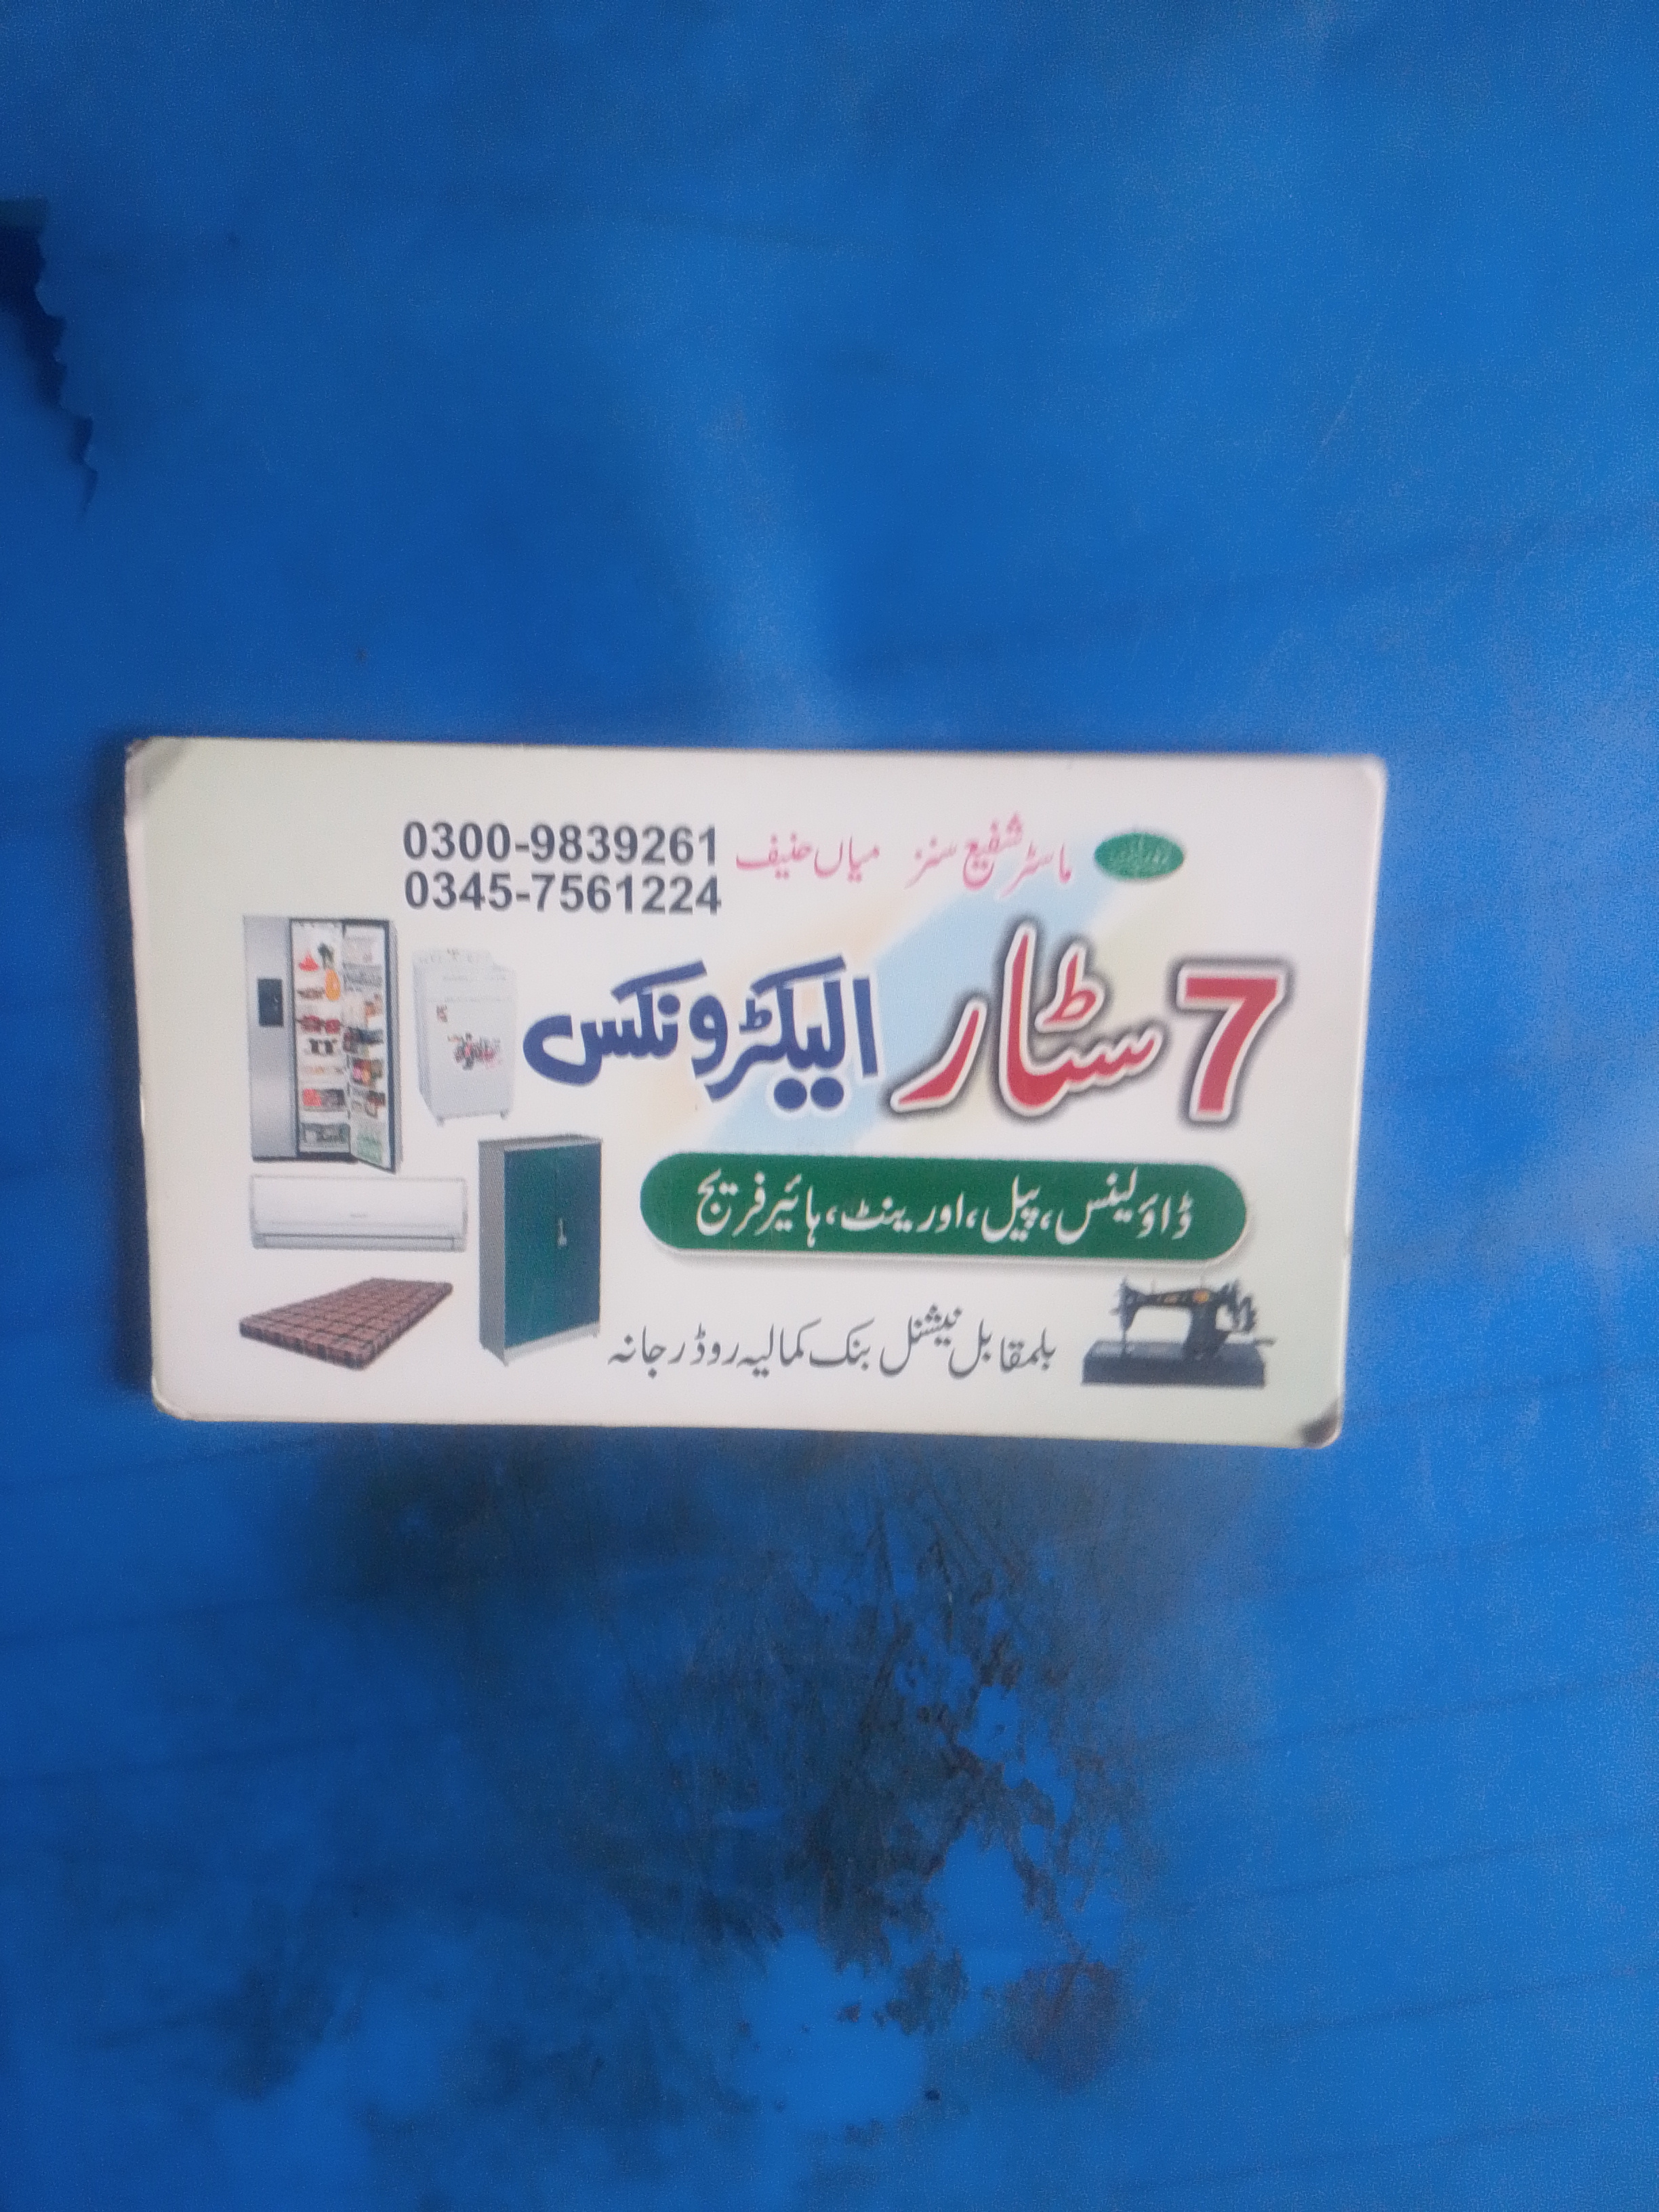 ماسٹر شفیع سنز میاں حنیف 0300-9839261
0345-7561224
7 سٹار الیکٹرونکس
ڈاؤلینس، پیل، اورینٹ، ہائیر فریج
بلمقابل نیشنل بنک کمالیہ روڈ رجانہ